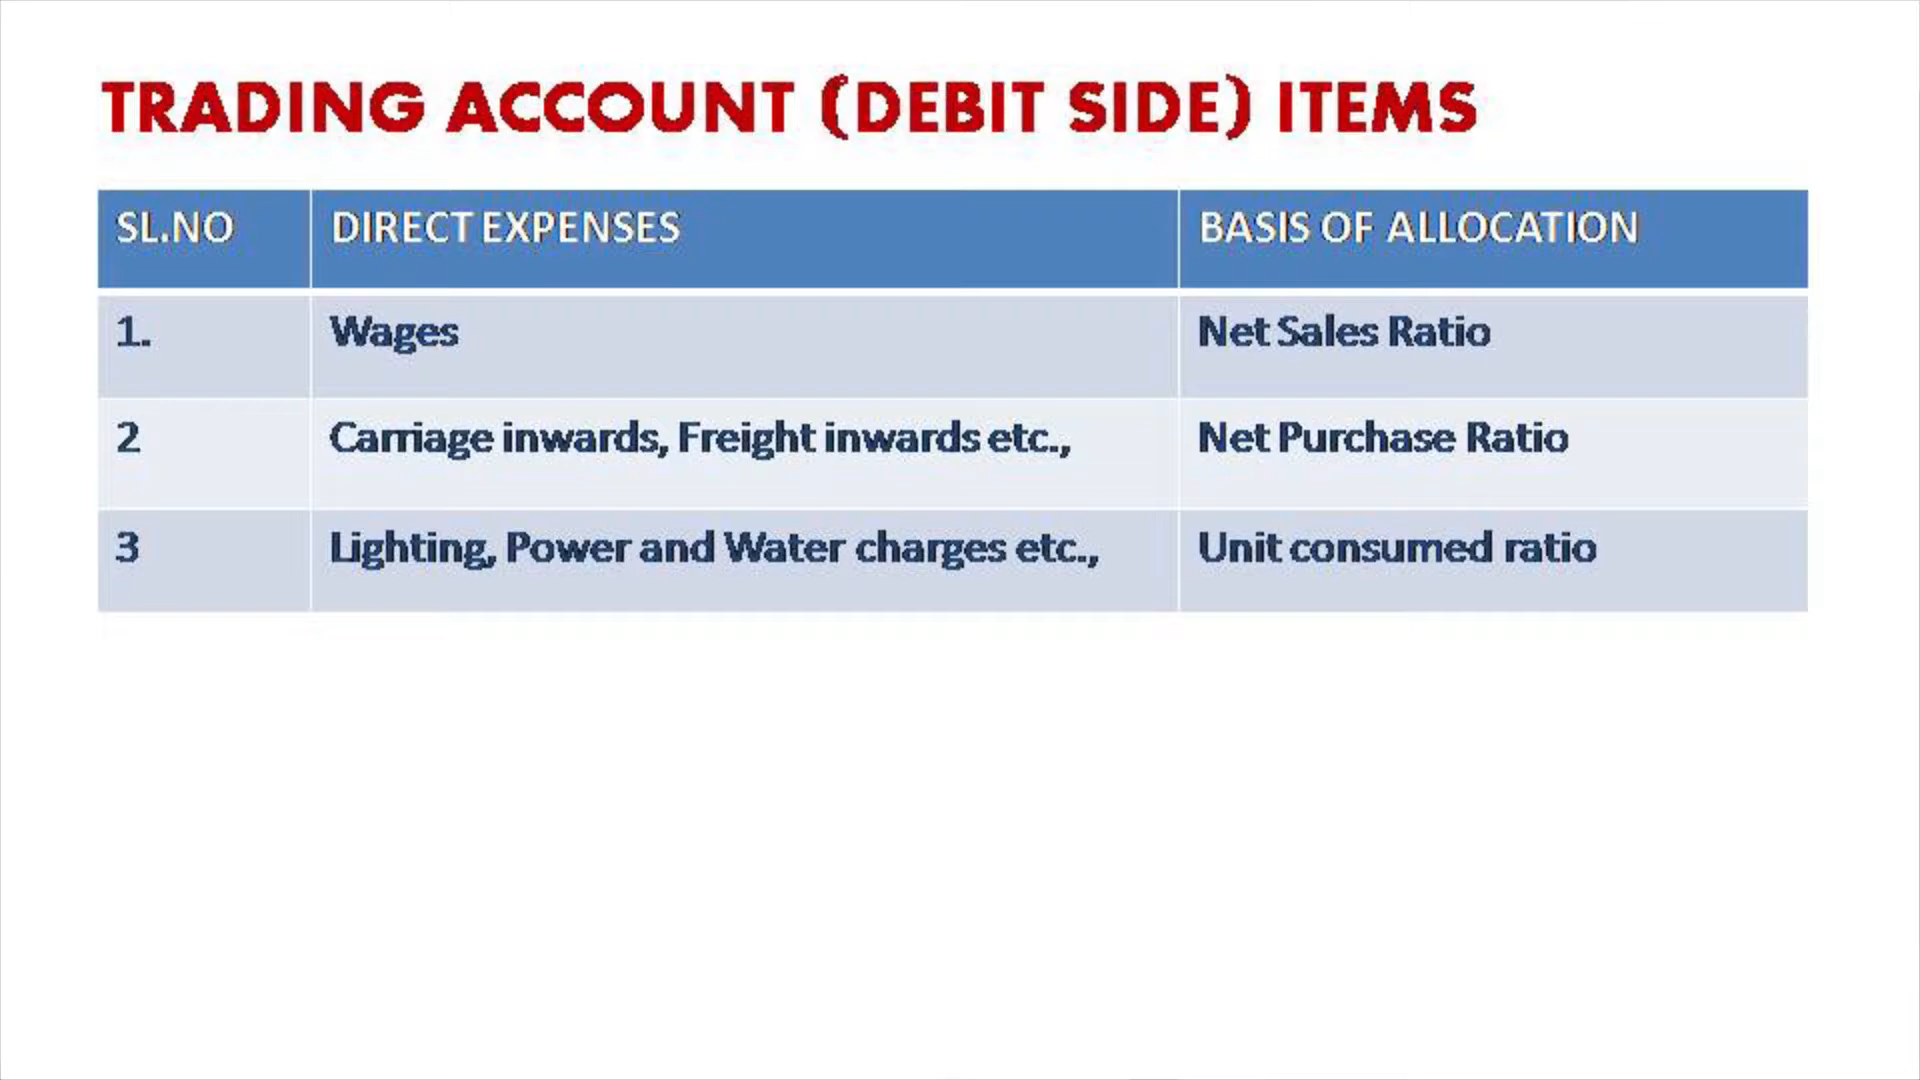 TRADING ACCOUNT (DEBIT SIDE) ITEMS
SL.NO DIRECT EXPENSES BASIS OF ALLOCATION
1. Wages Net Sales Ratio
2 Carriage inwards, Freight inwards etc., Net Purchase Ratio
3 Lighting, Power and Water charges etc., Unit consumed ratio